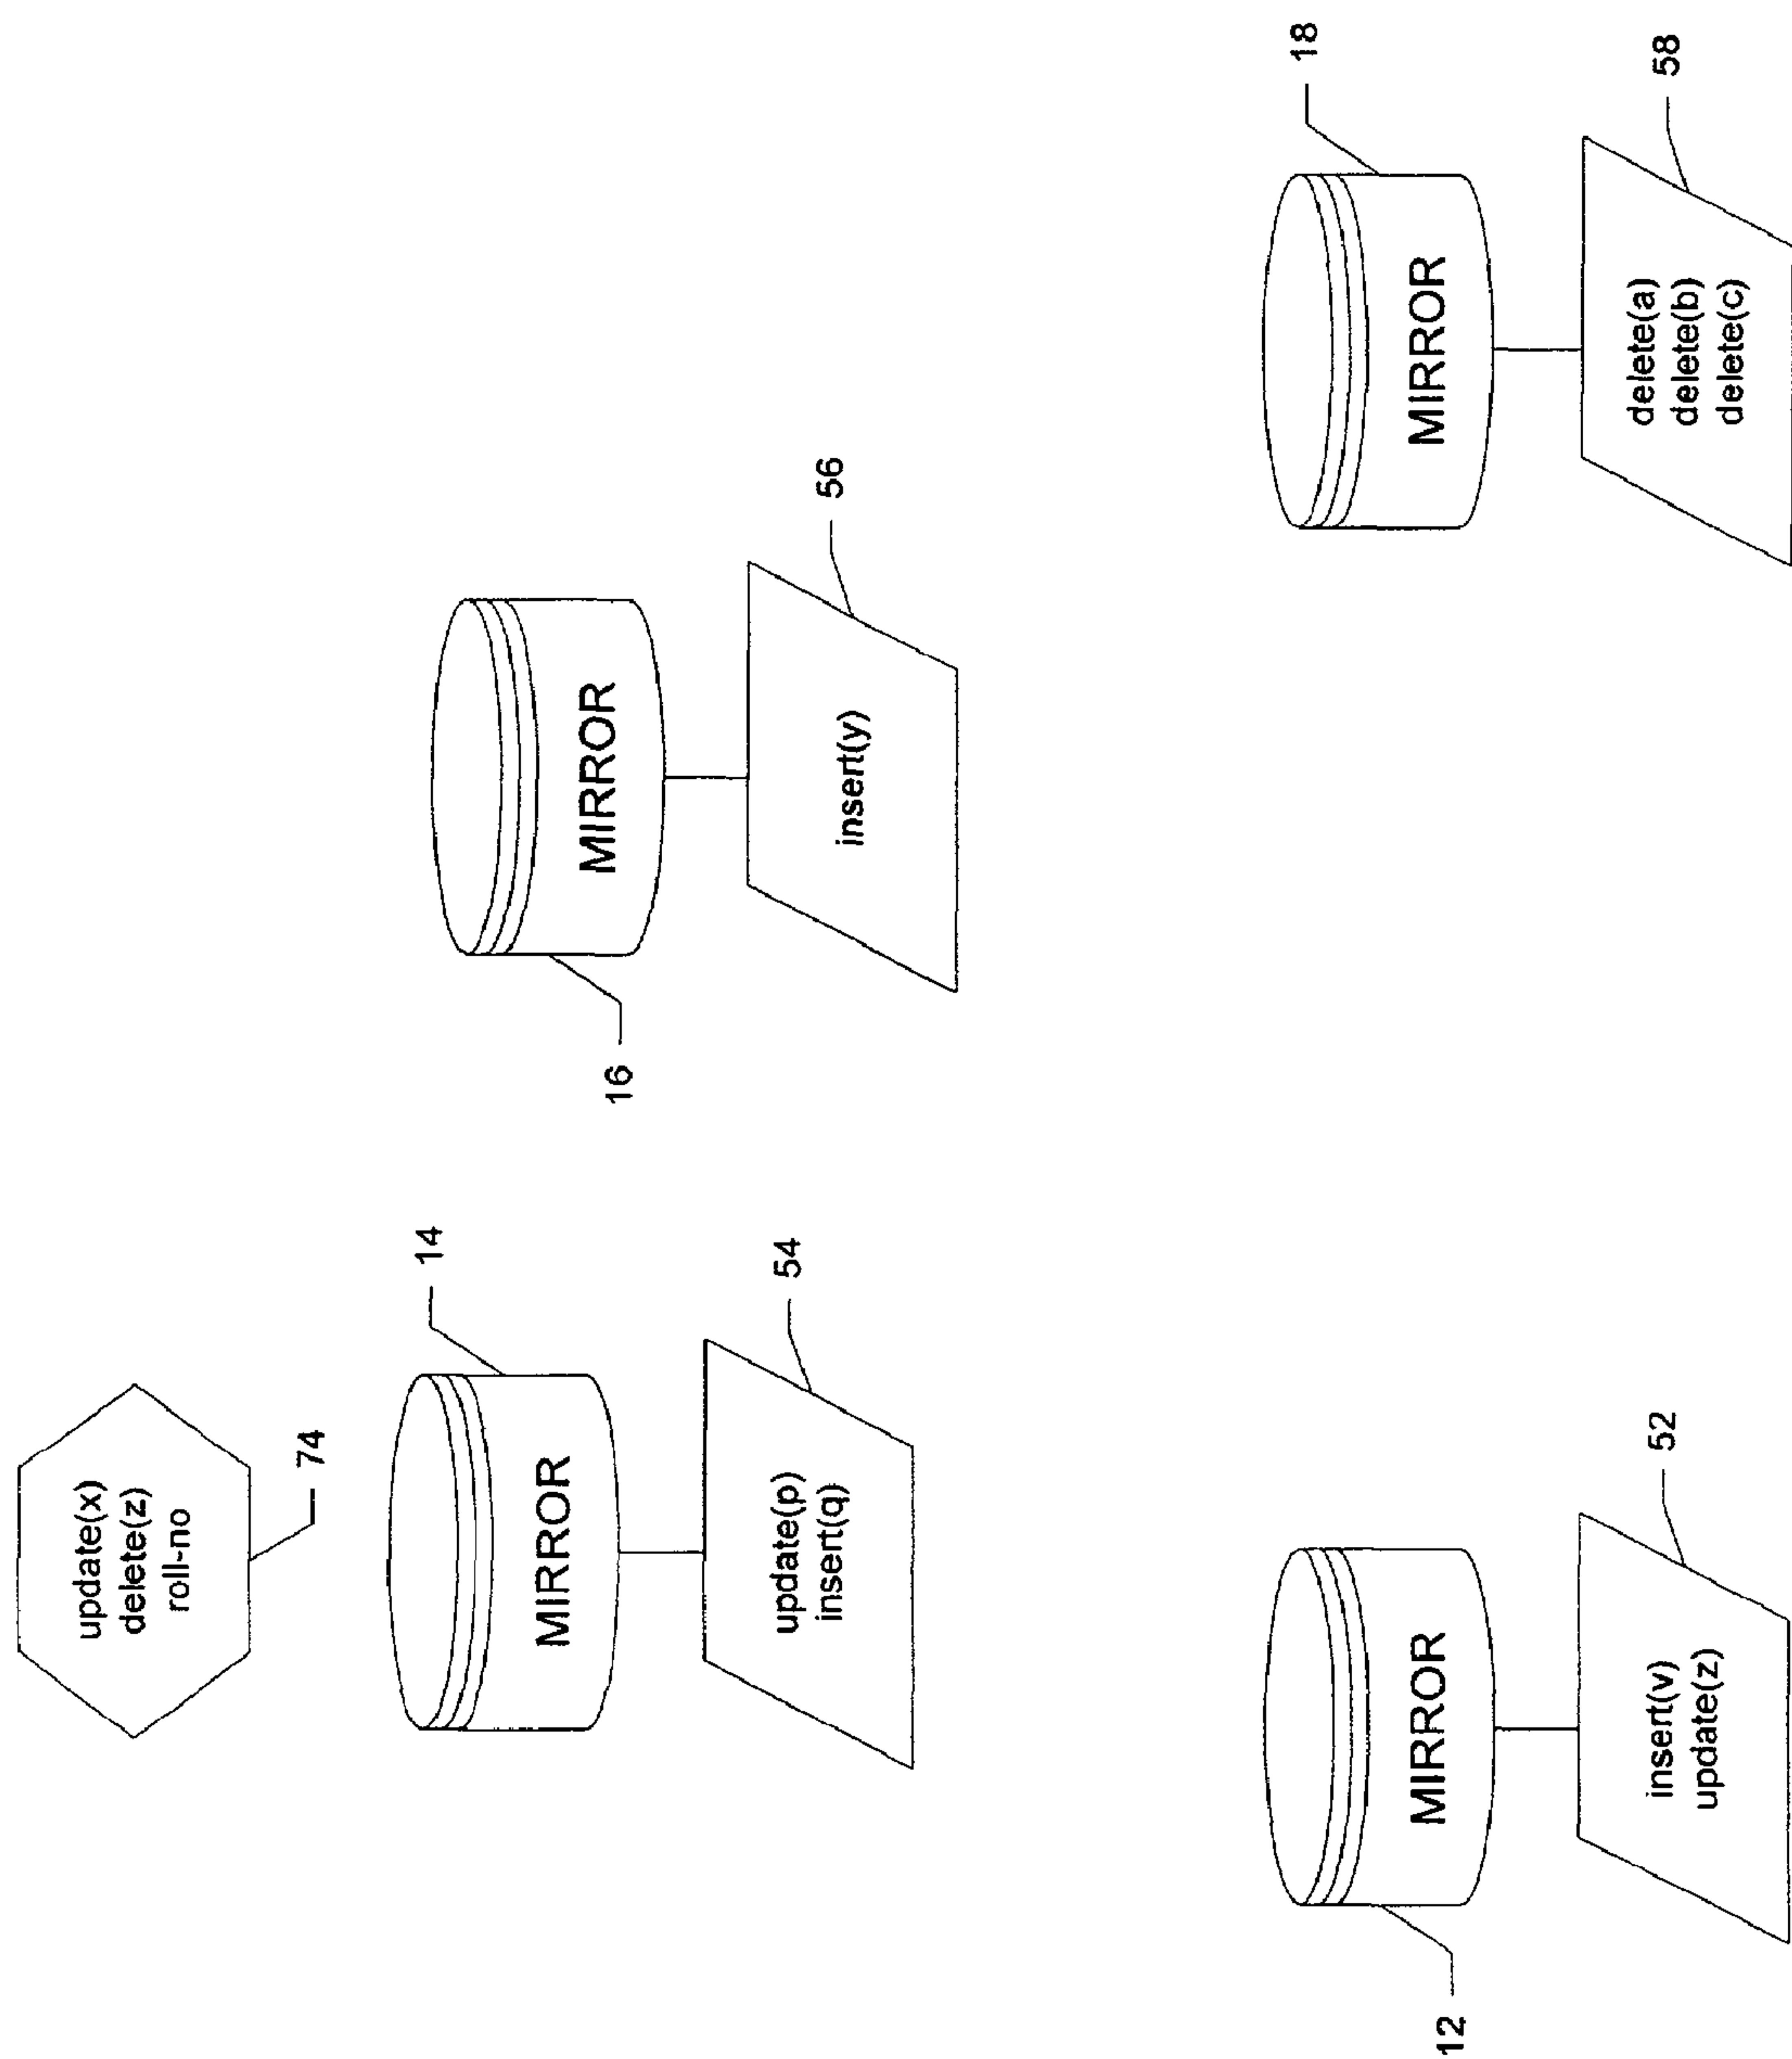 update(x)
delete(z)
roll-no
74
14
MIRROR
54
update(p)
insert(q)
16
MIRROR
56
insert(y)
12
MIRROR
52
insert(v)
update(z)
18
MIRROR
58
delete(a)
delete(b)
delete(c)